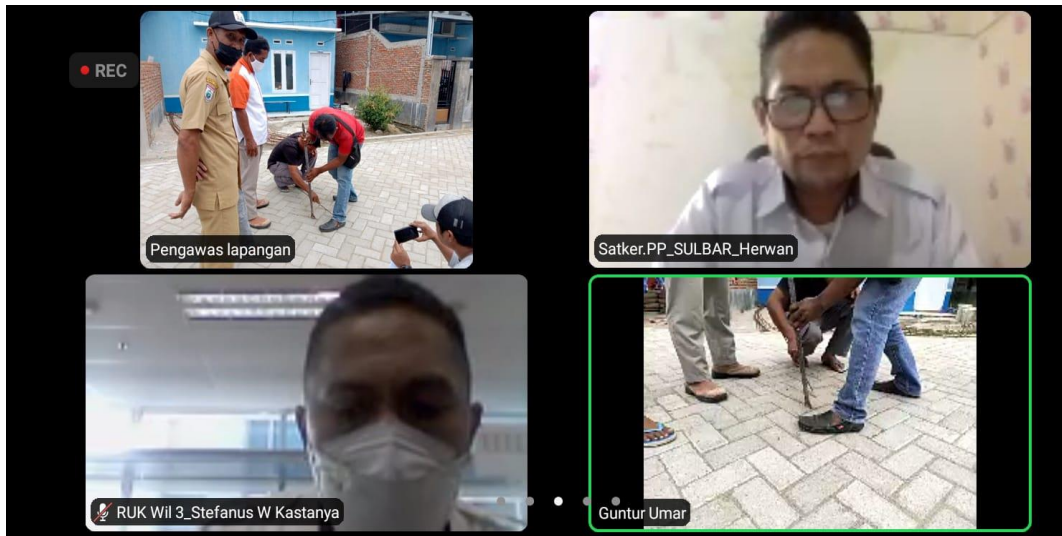 REC
Pengawas lapangan
Satker.PP_SULBAR_Herwan
RUK Wil 3_Stefanus W Kastanya
Guntur Umar